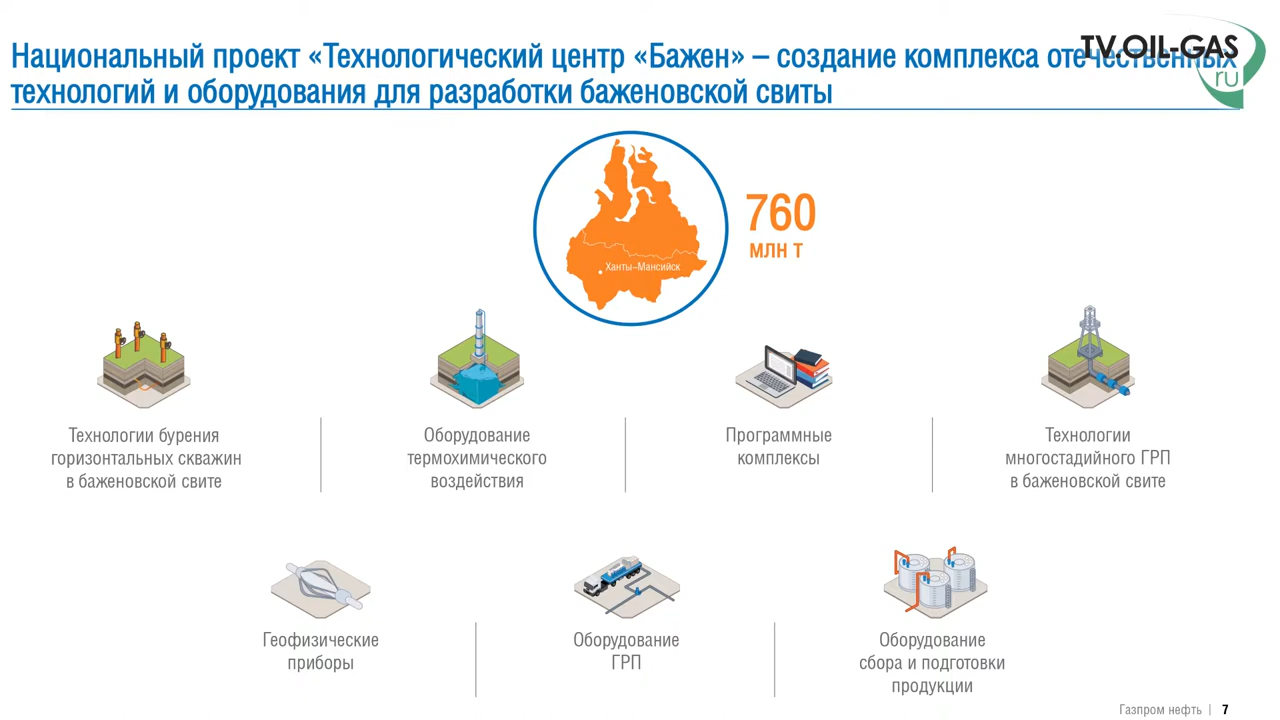 Национальный проект «Технологический центр «Бажен» – создание комплекса отечественных
технологий и оборудования для разработки баженовской свиты
TV.OIL-GAS
ru
760
МЛН Т
Ханты–Мансийск
Технологии бурения
горизонтальных скважин
в баженовской свите
Оборудование
термохимического
воздействия
Программные
комплексы
Технологии
многостадийного ГРП
в баженовской свите
Геофизические
приборы
Оборудование
ГРП
Оборудование
сбора и подготовки
продукции
Газпром нефть | 7